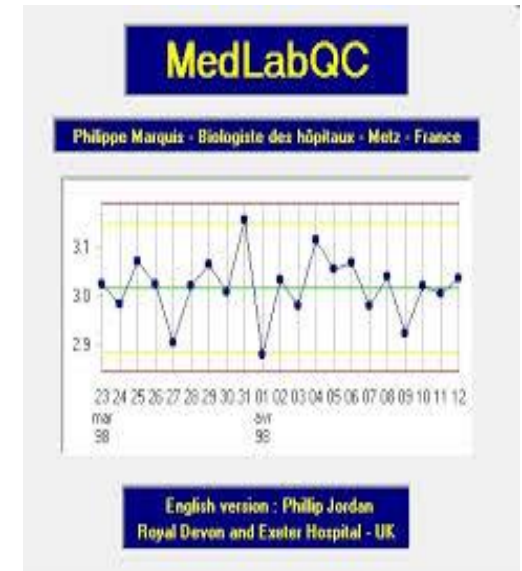 MedLabQC
Philippe Marquis - Biologiste des hôpitaux - Metz - France
3.1
3.0
2.9
23 24 25 26 27 28 29 30 31 01 02 03 04 05 06 07 08 09 10 11 12
mar avr
98 98
English version : Phillip Jordan
Royal Devon and Exeter Hospital - UK